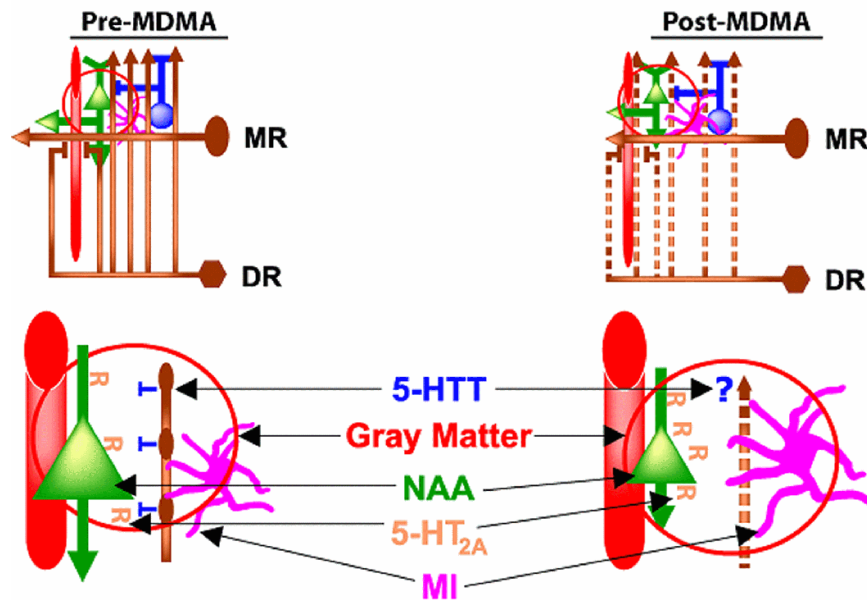 Pre-MDMA
Post-MDMA
MR
MR
DR
DR
R
5-HTT
?
R
Gray Matter
R
R
R
NAA
R
R
5-HT2A
MI